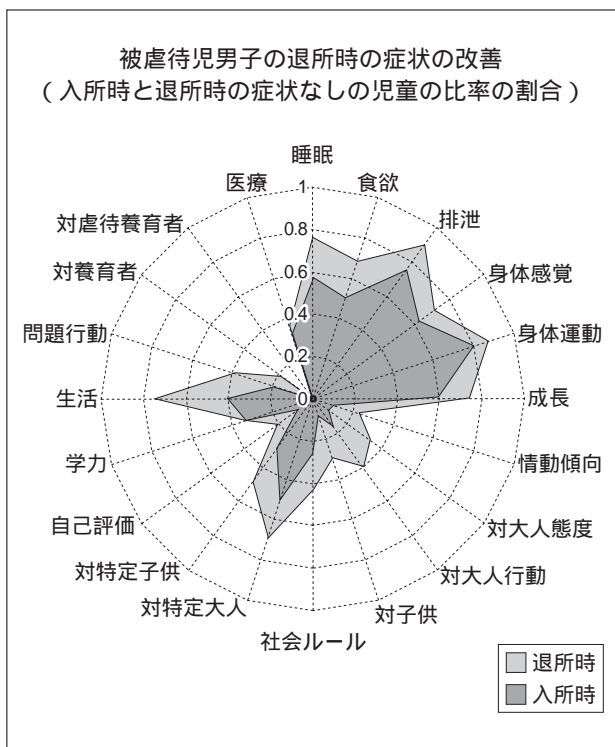 被虐待児男子の退所時の症状の改善
（入所時と退所時の症状なしの児童の比率の割合）
睡眠
食欲
排泄
身体感覚
身体運動
成長
情動傾向
対大人態度
対大人行動
対子供
社会ルール
対特定大人
対特定子供
自己評価
学力
生活
問題行動
対養育者
対虐待養育者
医療
1
0.8
0.6
0.4
0.2
0
退所時
入所時